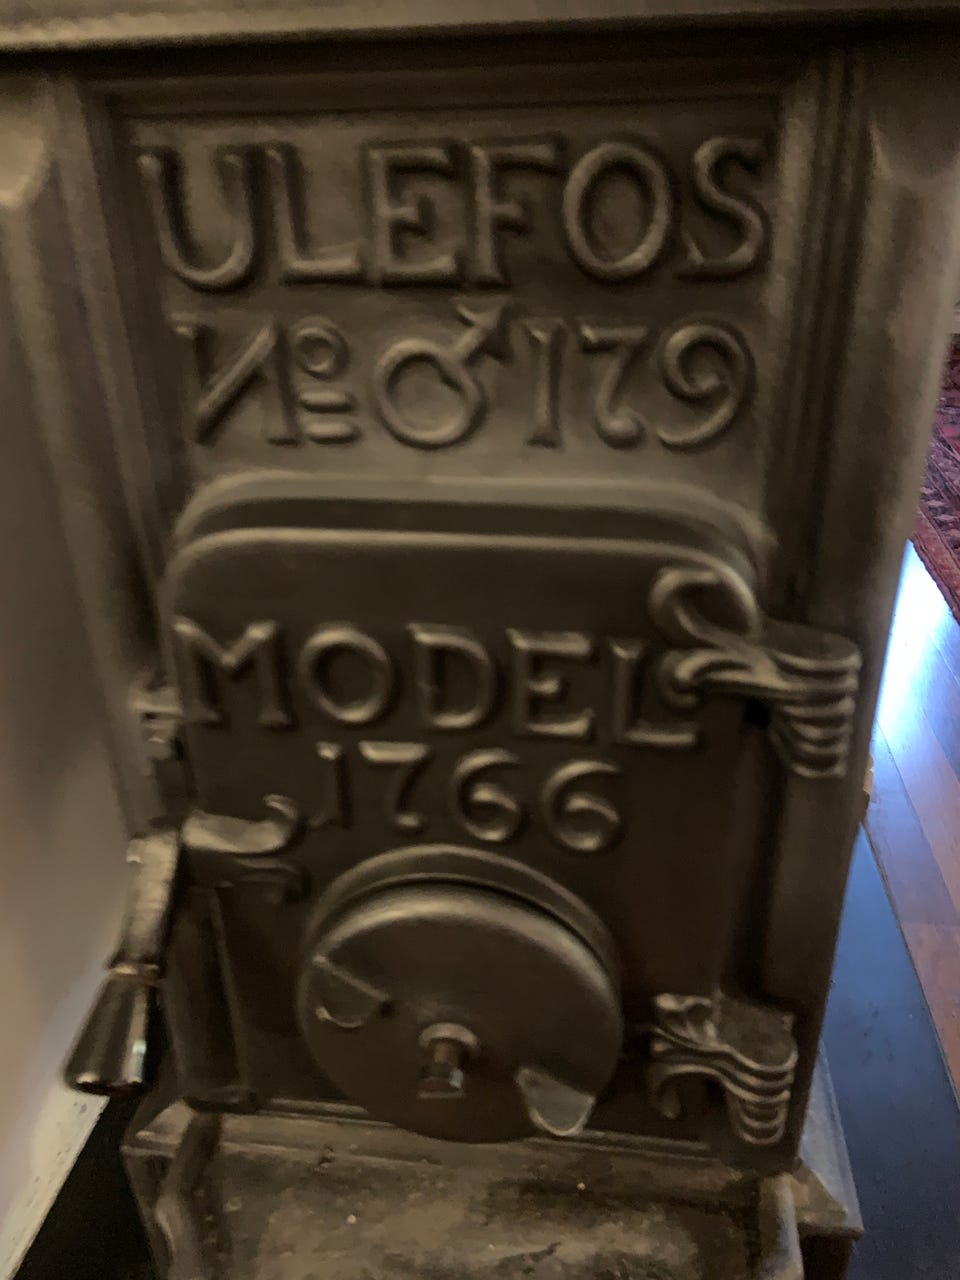 ULEFOS
№ ♂ 179
MODEL
1766